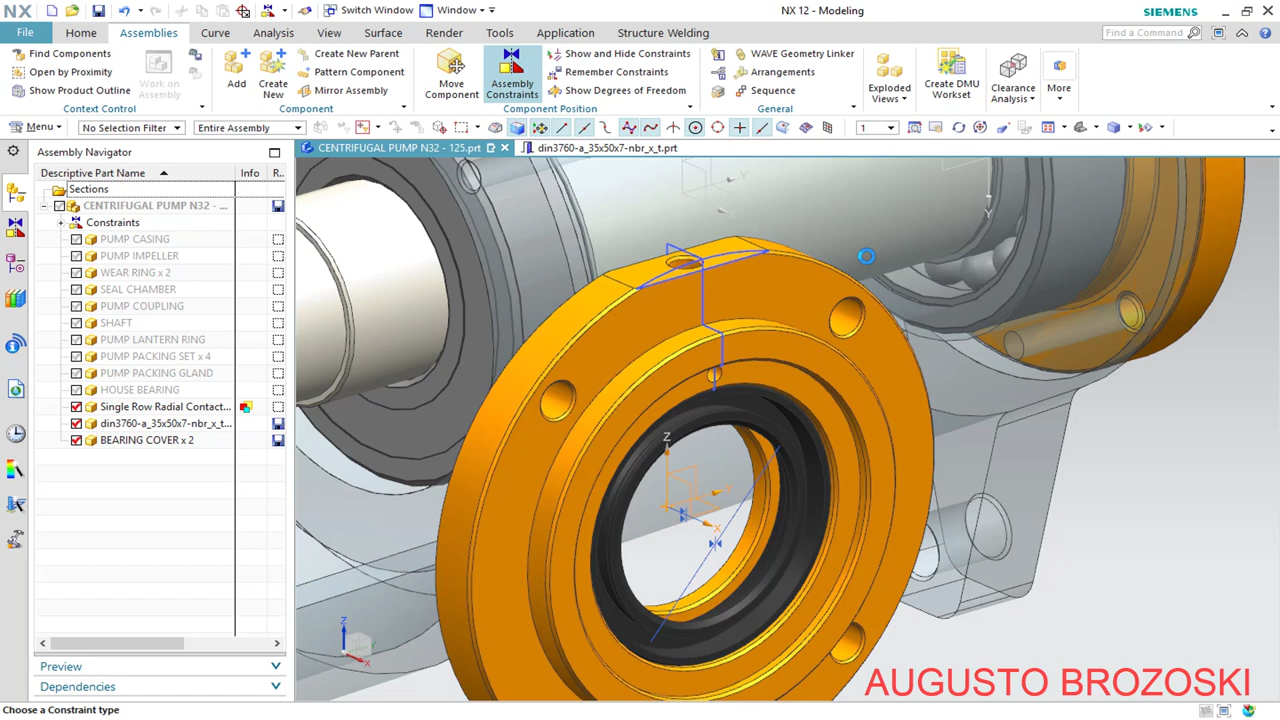 NX
Switch Window
Window
NX 12 - Modeling
SIEMENS
File
Home
Assemblies
Curve
Analysis
View
Surface
Render
Tools
Application
Structure Welding
Find a Command
Find Components
Open by Proximity
Show Product Outline
Work on Assembly
Context Control
Add
Create New
Create New Parent
Pattern Component
Mirror Assembly
Component
Move Component
Assembly Constraints
Show and Hide Constraints
Remember Constraints
Show Degrees of Freedom
Component Position
WAVE Geometry Linker
Arrangements
Sequence
General
Exploded Views
Create DMU Workset
Clearance Analysis
More
Menu
No Selection Filter
Entire Assembly
1
Assembly Navigator
CENTRIFUGAL PUMP N32 - 125.prt
din3760-a_35x50x7-nbr_x_t.prt
Descriptive Part Name
Info
R..
Sections
CENTRIFUGAL PUMP N32 - ...
Constraints
PUMP CASING
PUMP IMPELLER
WEAR RING x 2
SEAL CHAMBER
PUMP COUPLING
SHAFT
PUMP LANTERN RING
PUMP PACKING SET x 4
PUMP PACKING GLAND
HOUSE BEARING
Single Row Radial Contact...
din3760-a_35x50x7-nbr_x_t...
BEARING COVER x 2
Preview
Dependencies
Z
X
Y
Z
X
AUGUSTO BROZOSKI
Choose a Constraint type